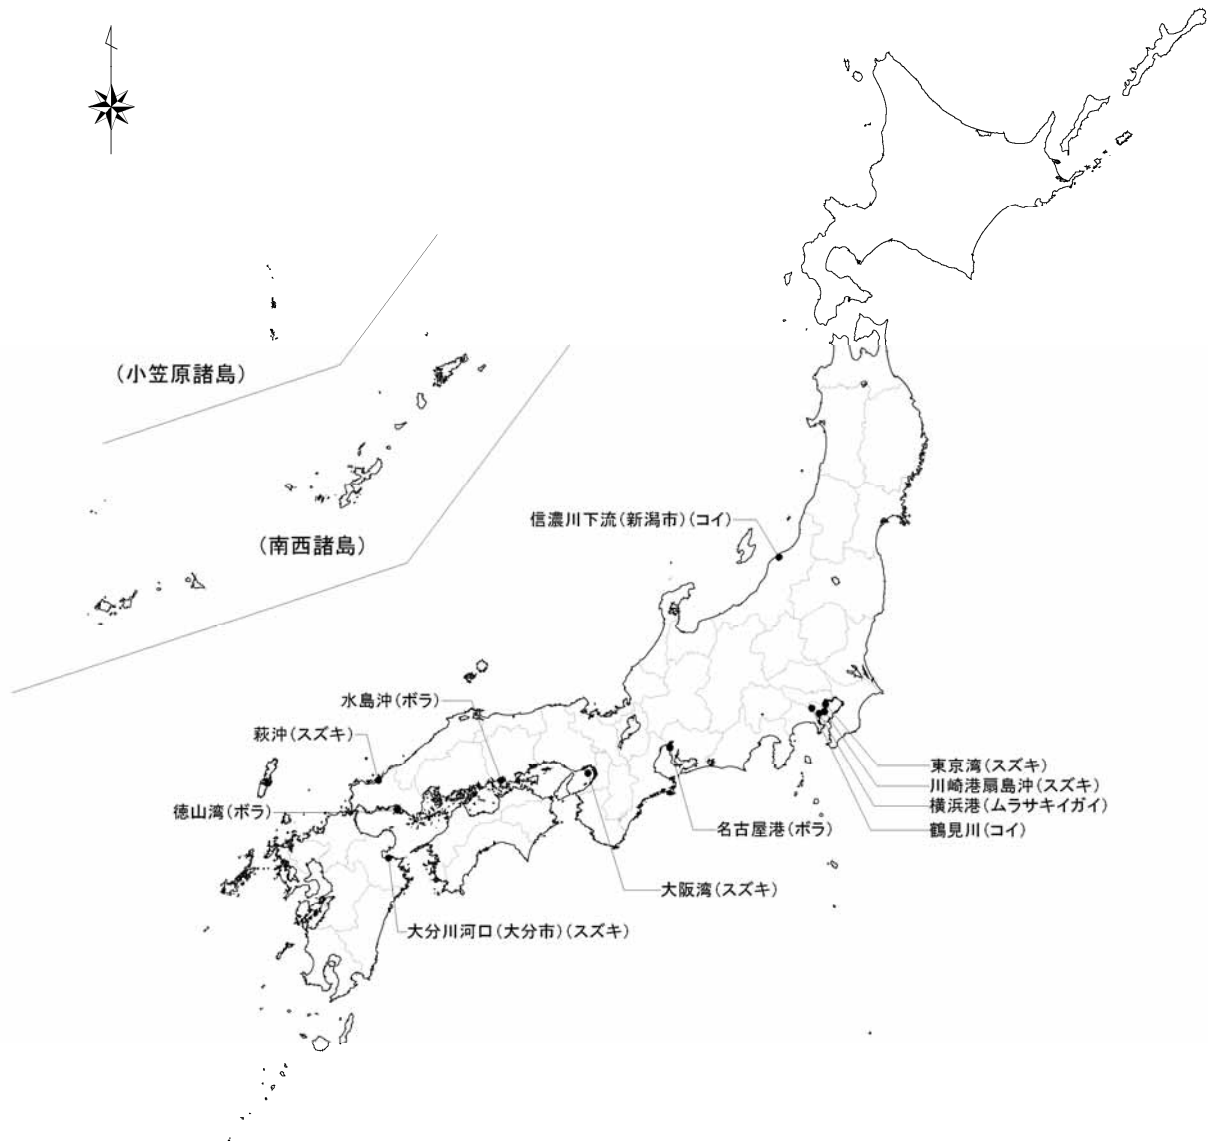 (小笠原諸島)
(南西諸島)
信濃川下流(新潟市)(コイ)
水島沖(ボラ)
萩沖(スズキ)
徳山湾(ボラ)
東京湾(スズキ)
川崎港扇島沖(スズキ)
横浜港(ムラサキイガイ)
鶴見川(コイ)
名古屋港(ボラ)
大阪湾(スズキ)
大分川河口(大分市)(スズキ)